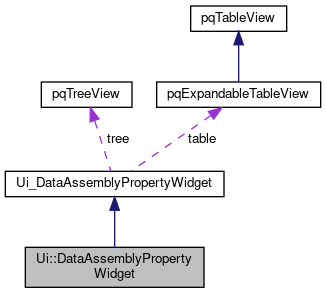 pqTableView
pqTreeView
pqExpandableTableView
tree
table
Ui_DataAssemblyPropertyWidget
Ui::DataAssemblyProperty
Widget